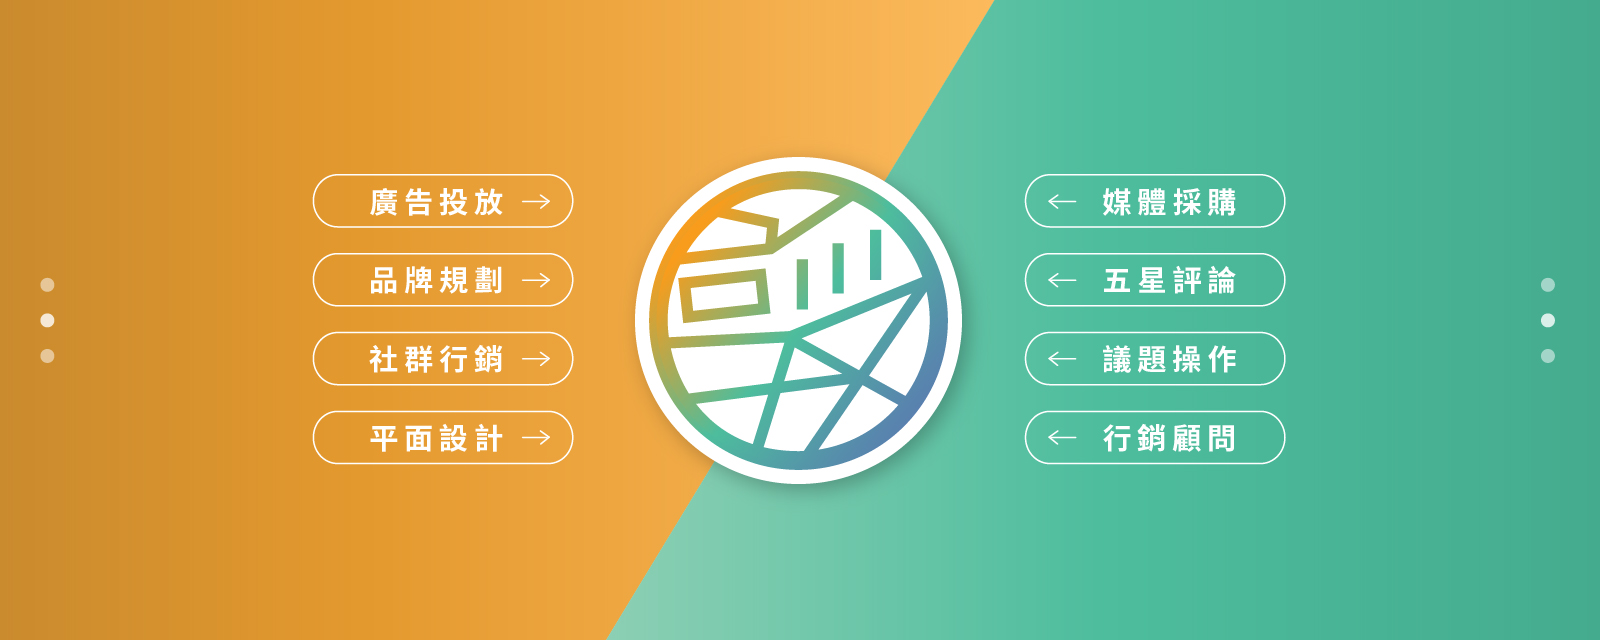 廣告投放
品牌規劃
社群行銷
平面設計
媒體採購
五星評論
議題操作
行銷顧問